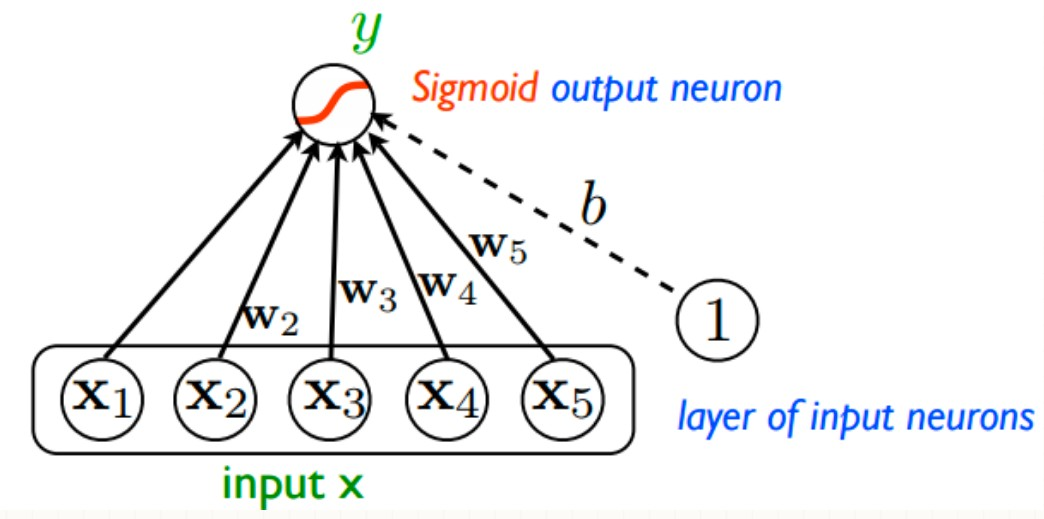 y
Sigmoid output neuron
b
w₅
w₃ w₄
w₂
1
x₁ x₂ x₃ x₄ x₅
layer of input neurons
input x